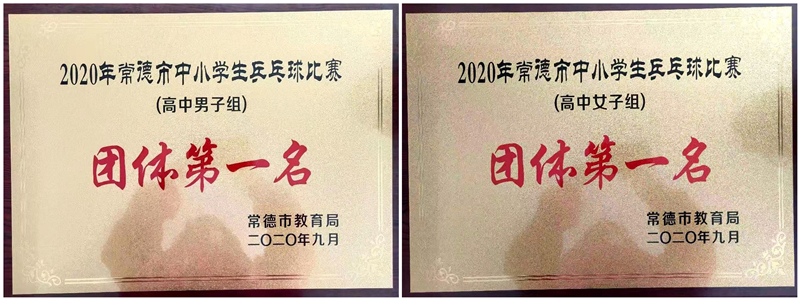 2020年常德市中小学生乒乓球比赛
(高中男子组)
团体第一名
常德市教育局
二〇二〇年九月
2020年常德市中小学生乒乓球比赛
(高中女子组)
团体第一名
常德市教育局
二〇二〇年九月